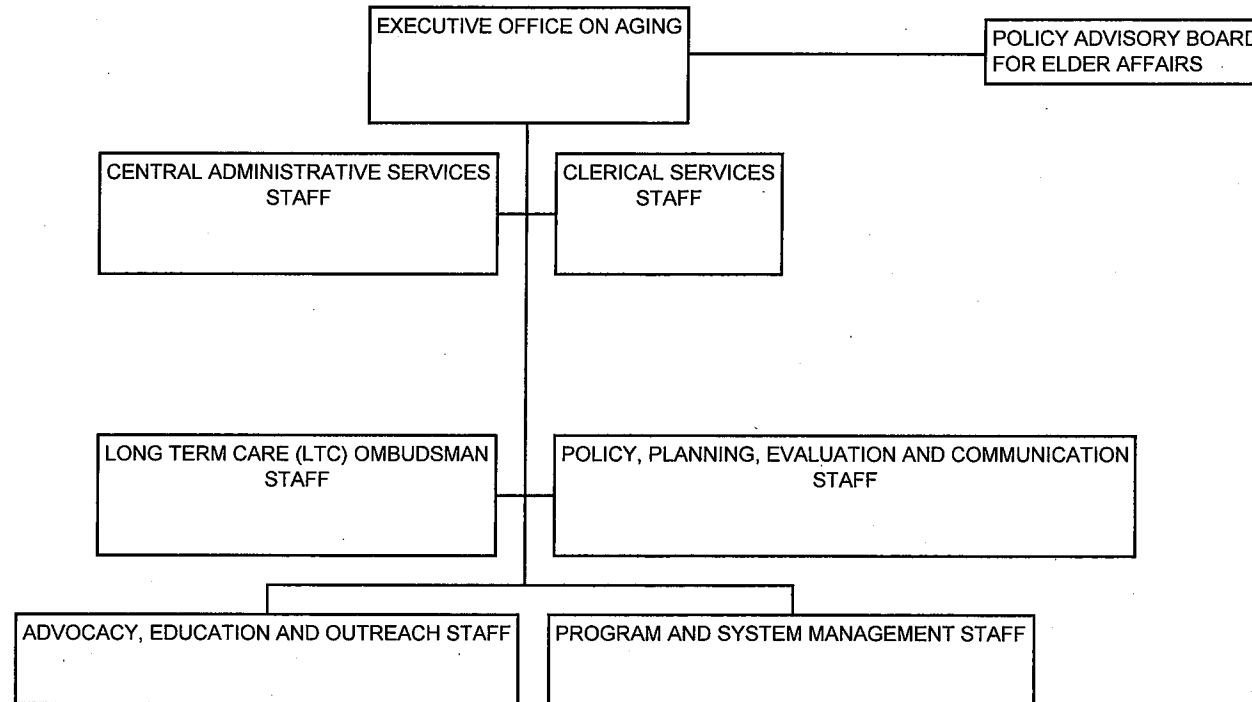 EXECUTIVE OFFICE ON AGING
POLICY ADVISORY BOARD
FOR ELDER AFFAIRS
CENTRAL ADMINISTRATIVE SERVICES
STAFF
CLERICAL SERVICES
STAFF
LONG TERM CARE (LTC) OMBUDSMAN
STAFF
POLICY, PLANNING, EVALUATION AND COMMUNICATION
STAFF
ADVOCACY, EDUCATION AND OUTREACH STAFF
PROGRAM AND SYSTEM MANAGEMENT STAFF